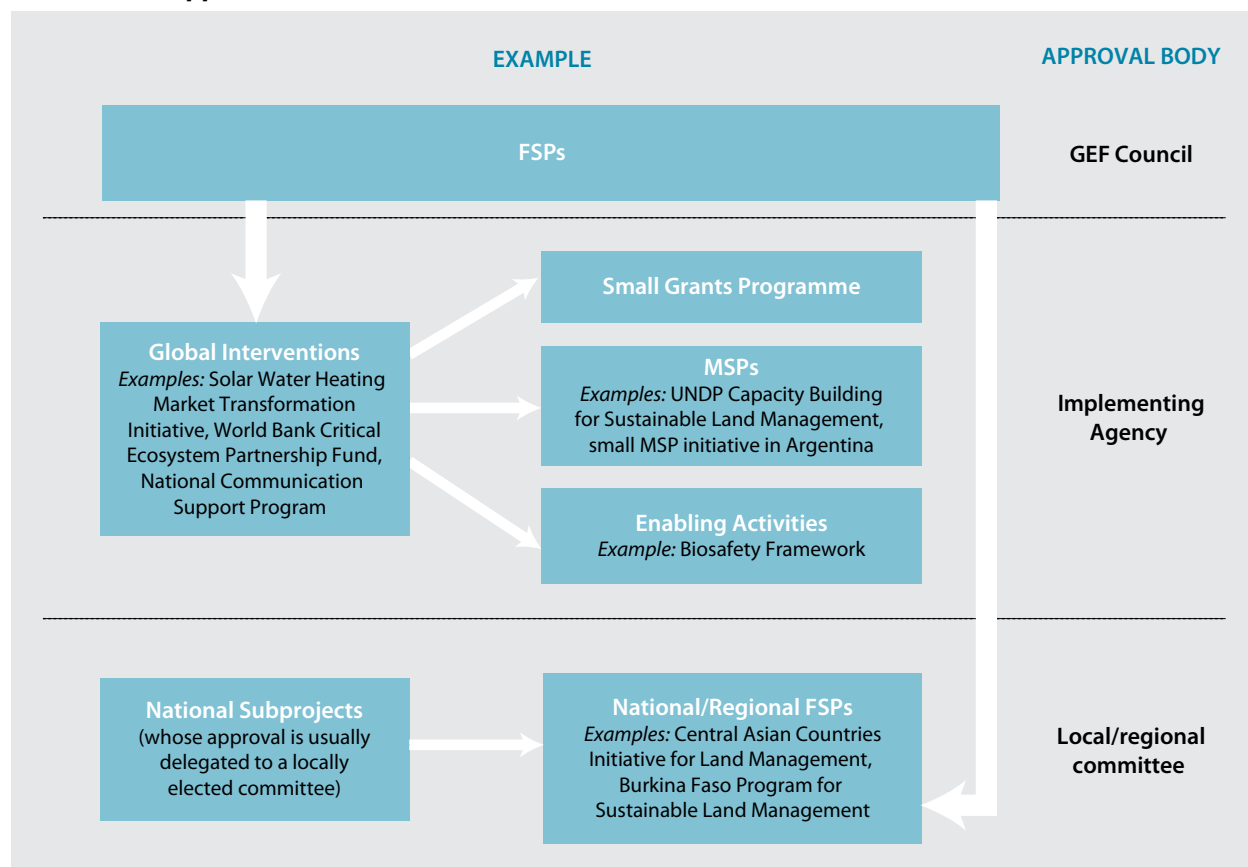 EXAMPLE
APPROVAL BODY
FSPs
GEF Council
Small Grants Programme
Global Interventions
Examples: Solar Water Heating
Market Transformation
Initiative, World Bank Critical
Ecosystem Partnership Fund,
National Communication
Support Program
MSPs
Examples: UNDP Capacity Building
for Sustainable Land Management,
small MSP initiative in Argentina
Enabling Activities
Example: Biosafety Framework
Implementing
Agency
National Subprojects
(whose approval is usually
delegated to a locally
elected committee)
National/Regional FSPs
Examples: Central Asian Countries
Initiative for Land Management,
Burkina Faso Program for
Sustainable Land Management
Local/regional
committee